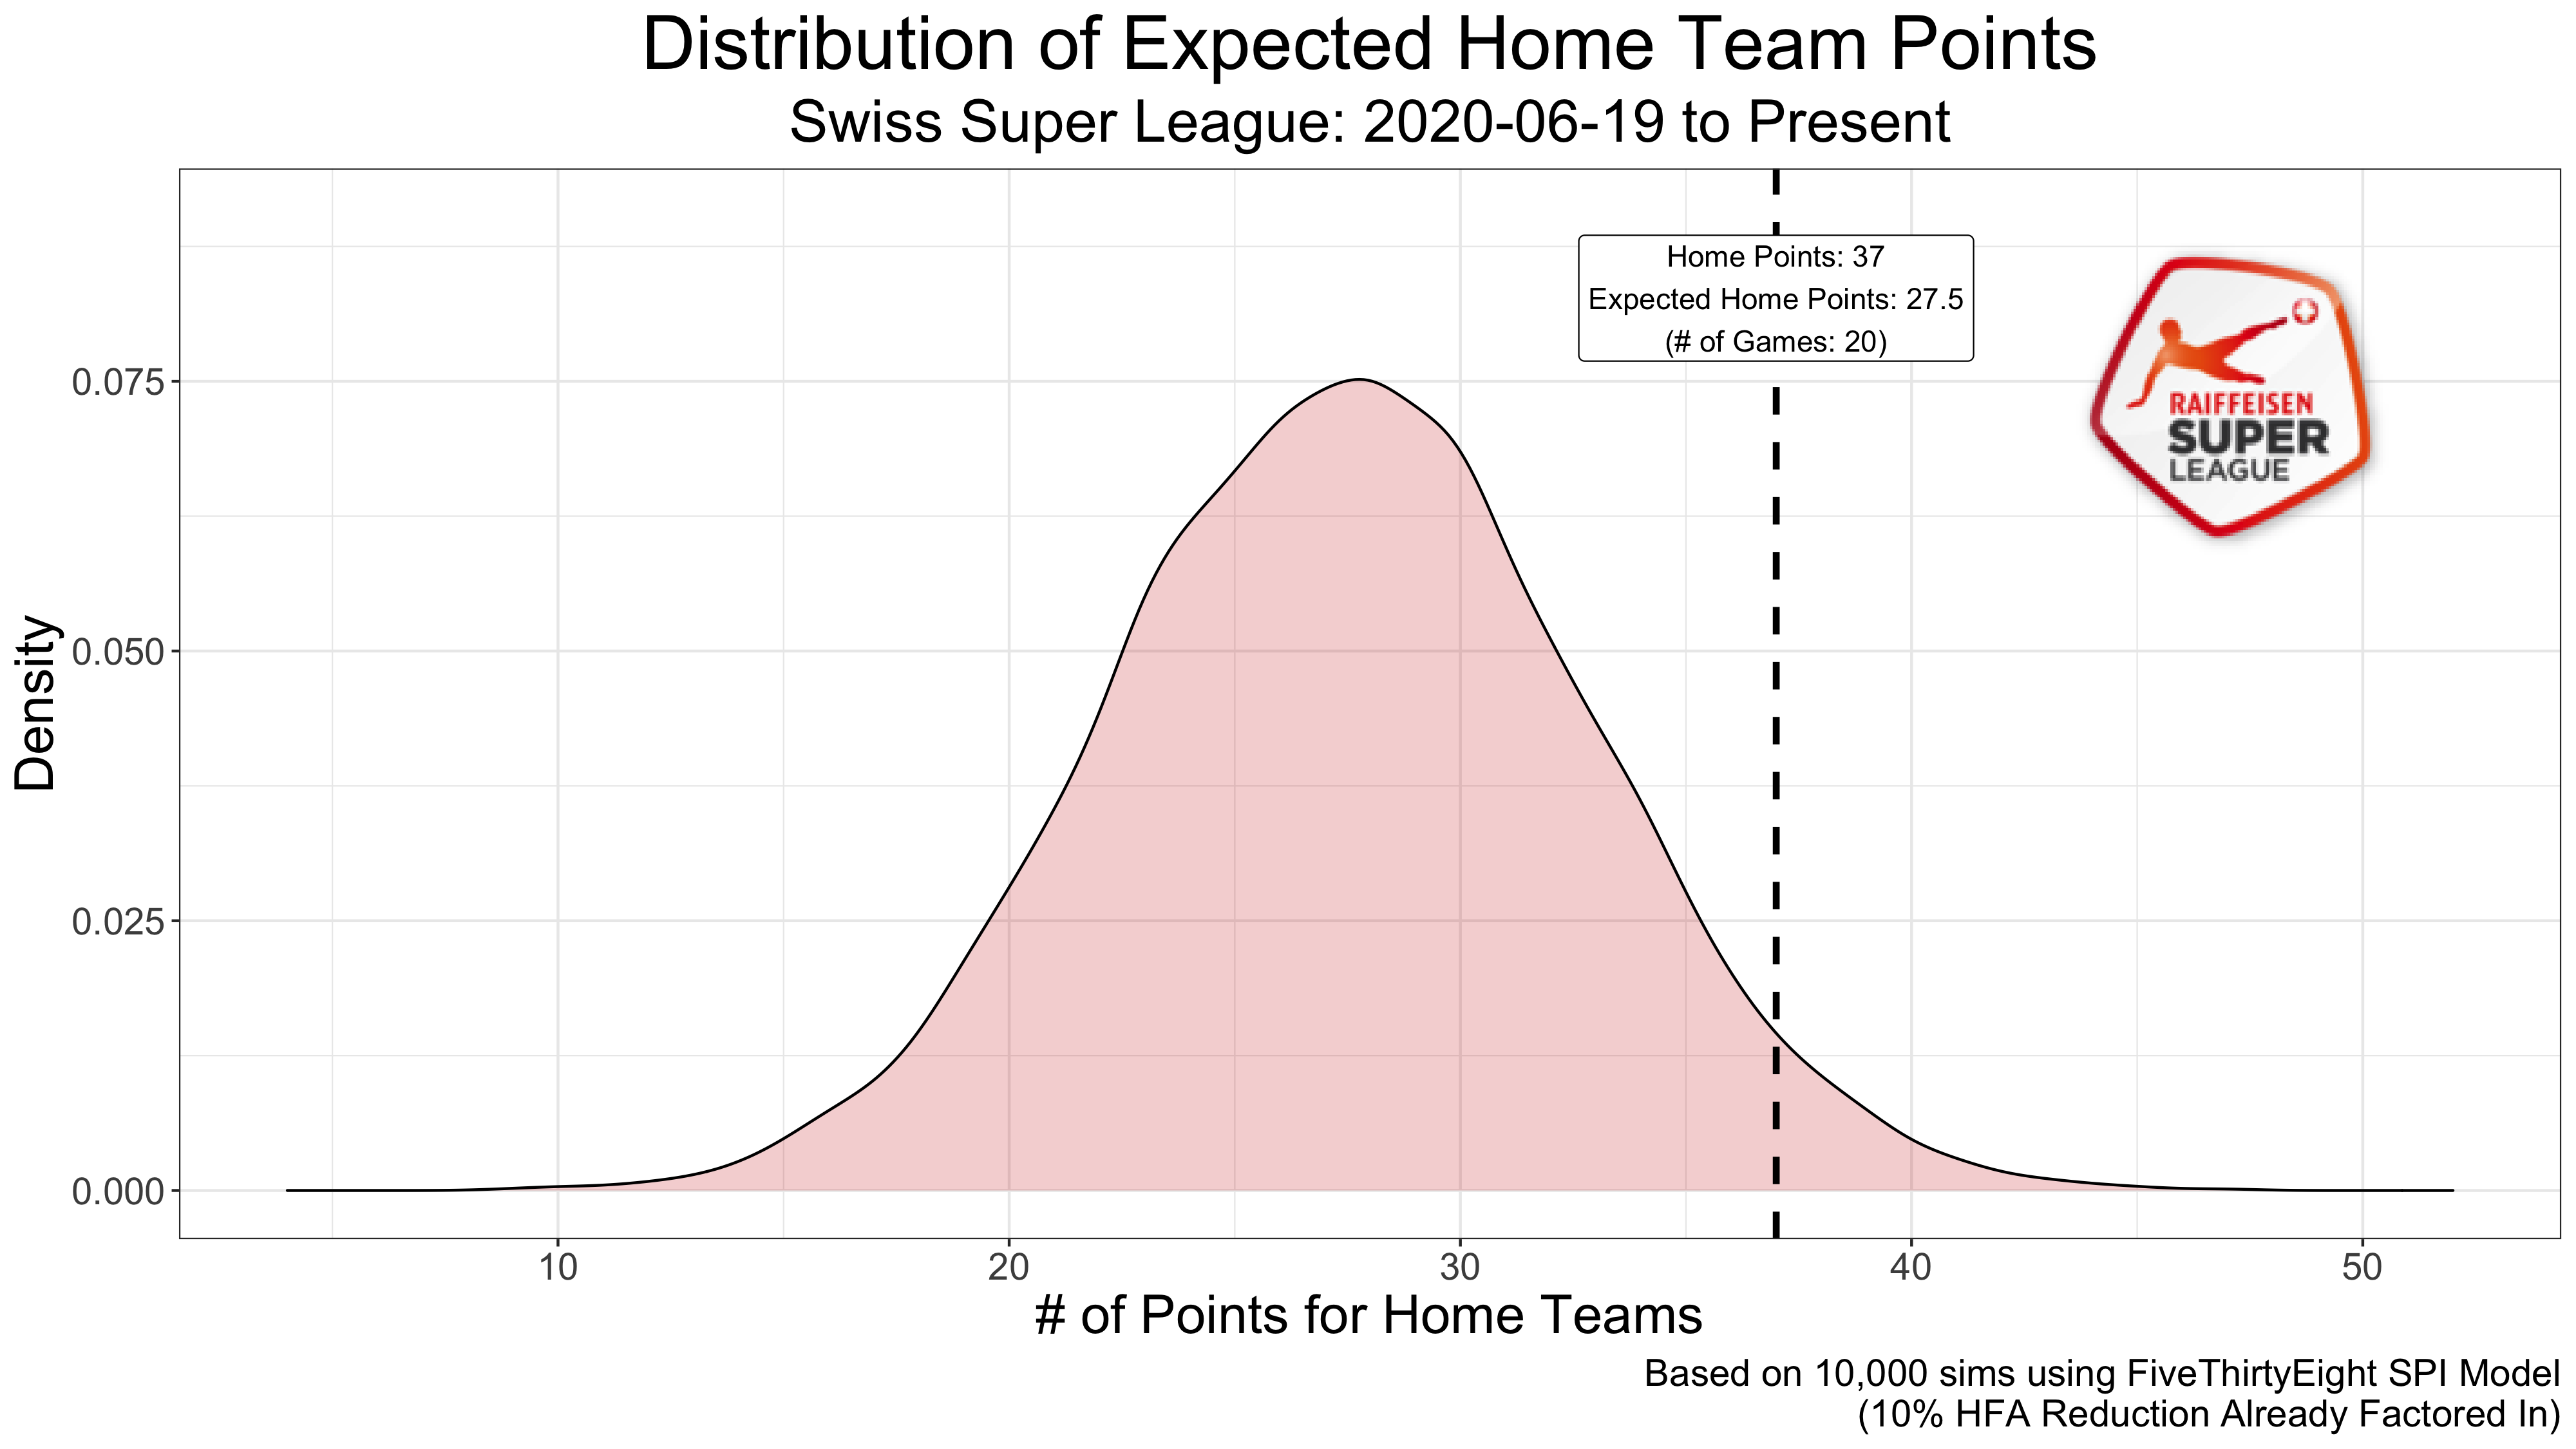 Distribution of Expected Home Team Points
Swiss Super League: 2020-06-19 to Present
Home Points: 37
Expected Home Points: 27.5
(# of Games: 20)
RAIFFEISEN
SUPER
LEAGUE
Density
0.075
0.050
0.025
0.000
10 20 30 40 50
# of Points for Home Teams
Based on 10,000 sims using FiveThirtyEight SPI Model
(10% HFA Reduction Already Factored In)